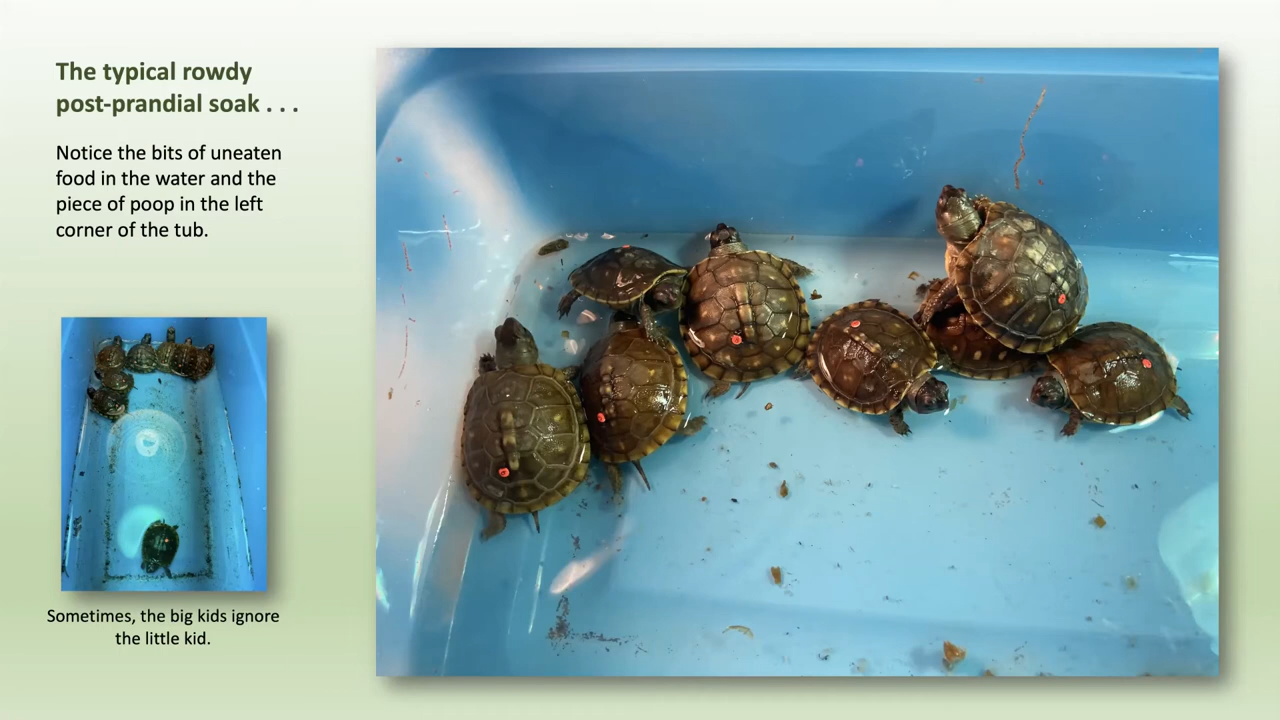 The typical rowdy
post-prandial soak . . .
Notice the bits of uneaten
food in the water and the
piece of poop in the left
corner of the tub.
Sometimes, the big kids ignore
the little kid.